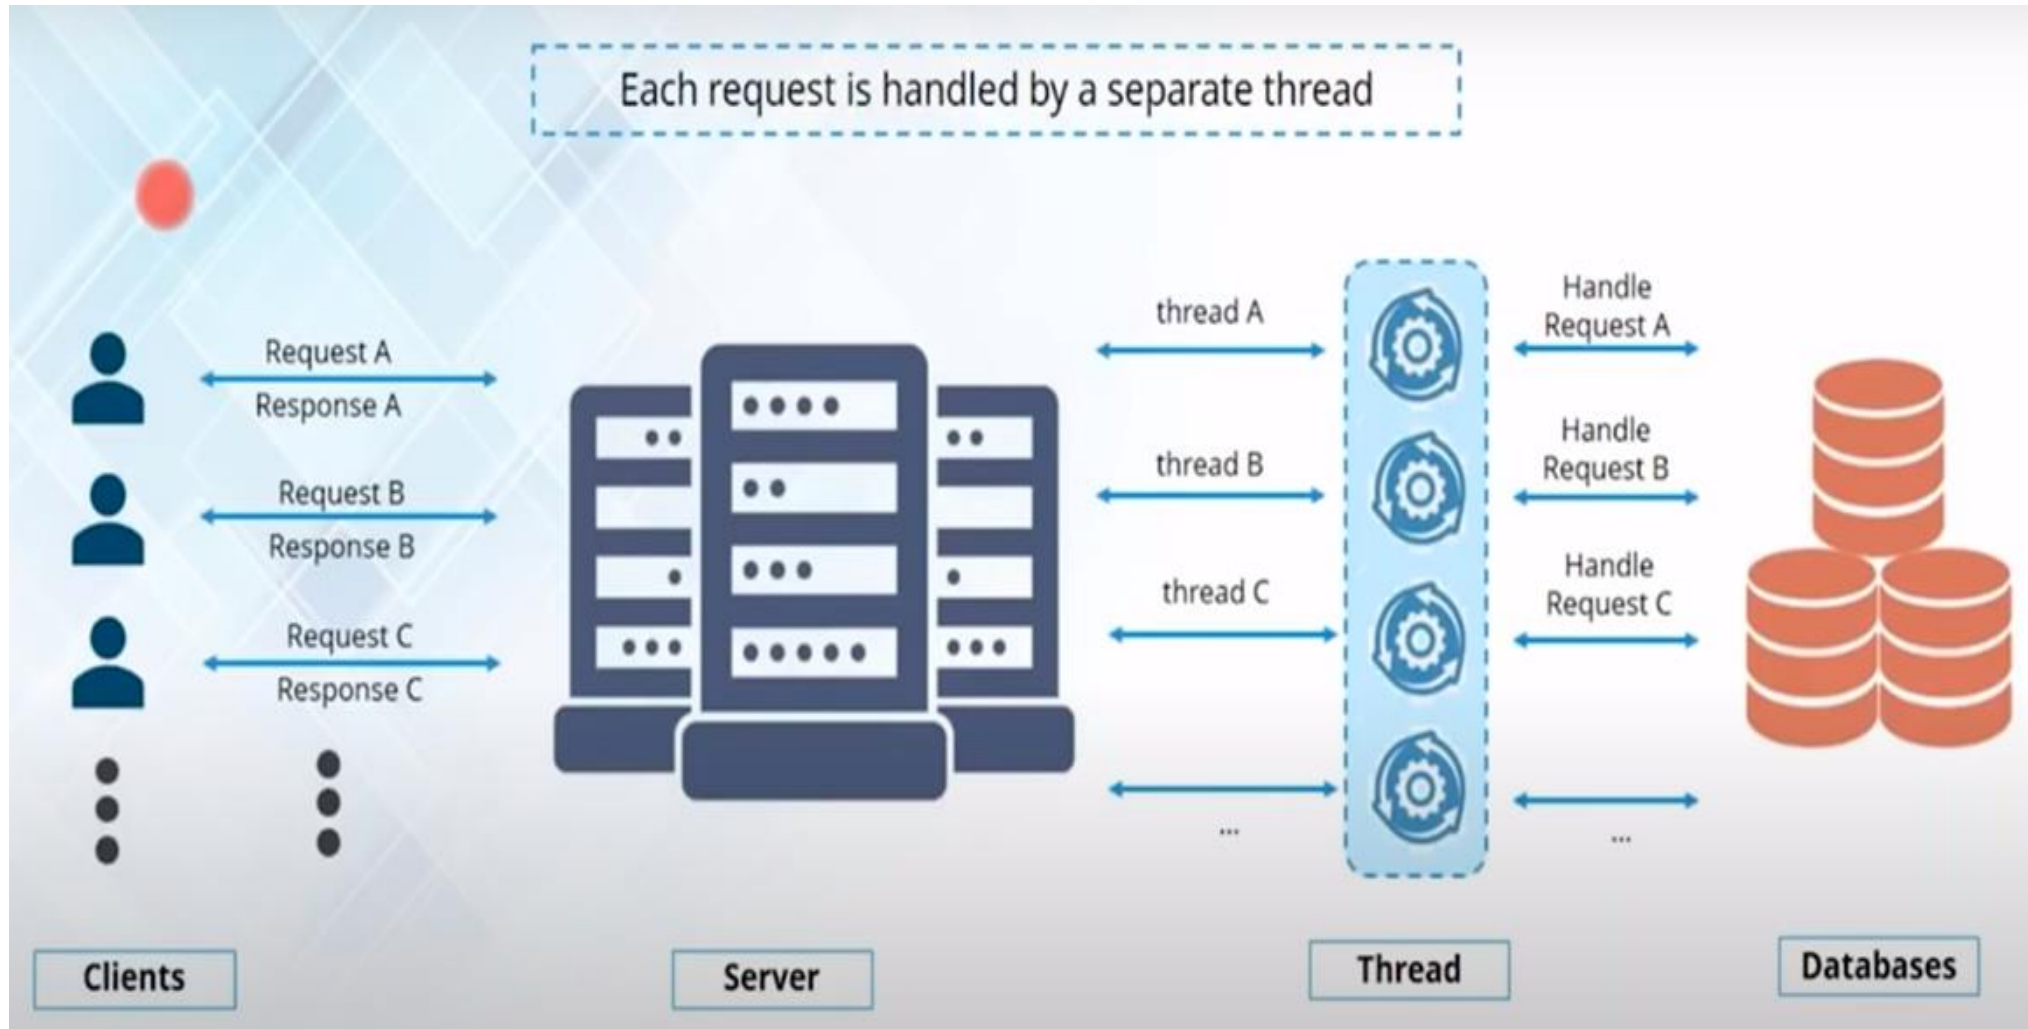 Each request is handled by a separate thread
Request A
Response A
Request B
Response B
Request C
Response C
thread A
thread B
thread C
...
Handle
Request A
Handle
Request B
Handle
Request C
...
Clients
Server
Thread
Databases